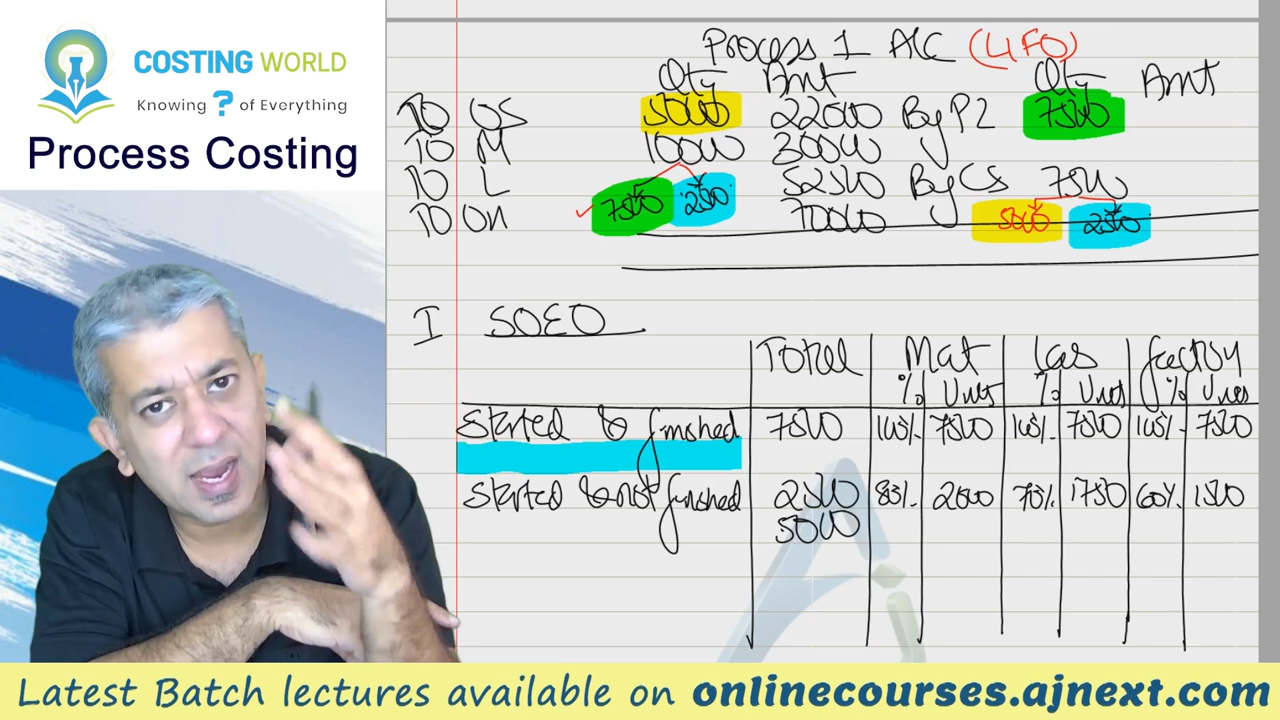 COSTING WORLD
Knowing ? of Everything
Process Costing
Process 1 A/C (LIFO)
Qty Amt Qty Amt
To OS 5000 22000 By P2 7500
To M 10000 30000
To L 7500 2500 52500 By CS 7500
To OH 70000 5000 2500
I SOEO
Total Mat Lab factory
% Units % Units % Units
Started & finished 7500 100% 7500 100% 7500 100% 7500
Started & not finished 2500 80% 2000 70% 1750 60% 1500
5000
Latest Batch lectures available on onlinecourses.ajnext.com